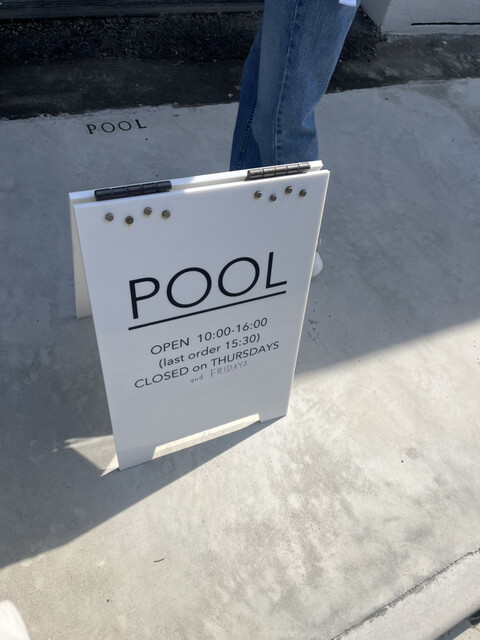 POOL
POOL
OPEN 10:00-16:00
(last order 15:30)
CLOSED on THURSDAYS
and FRIDAYS